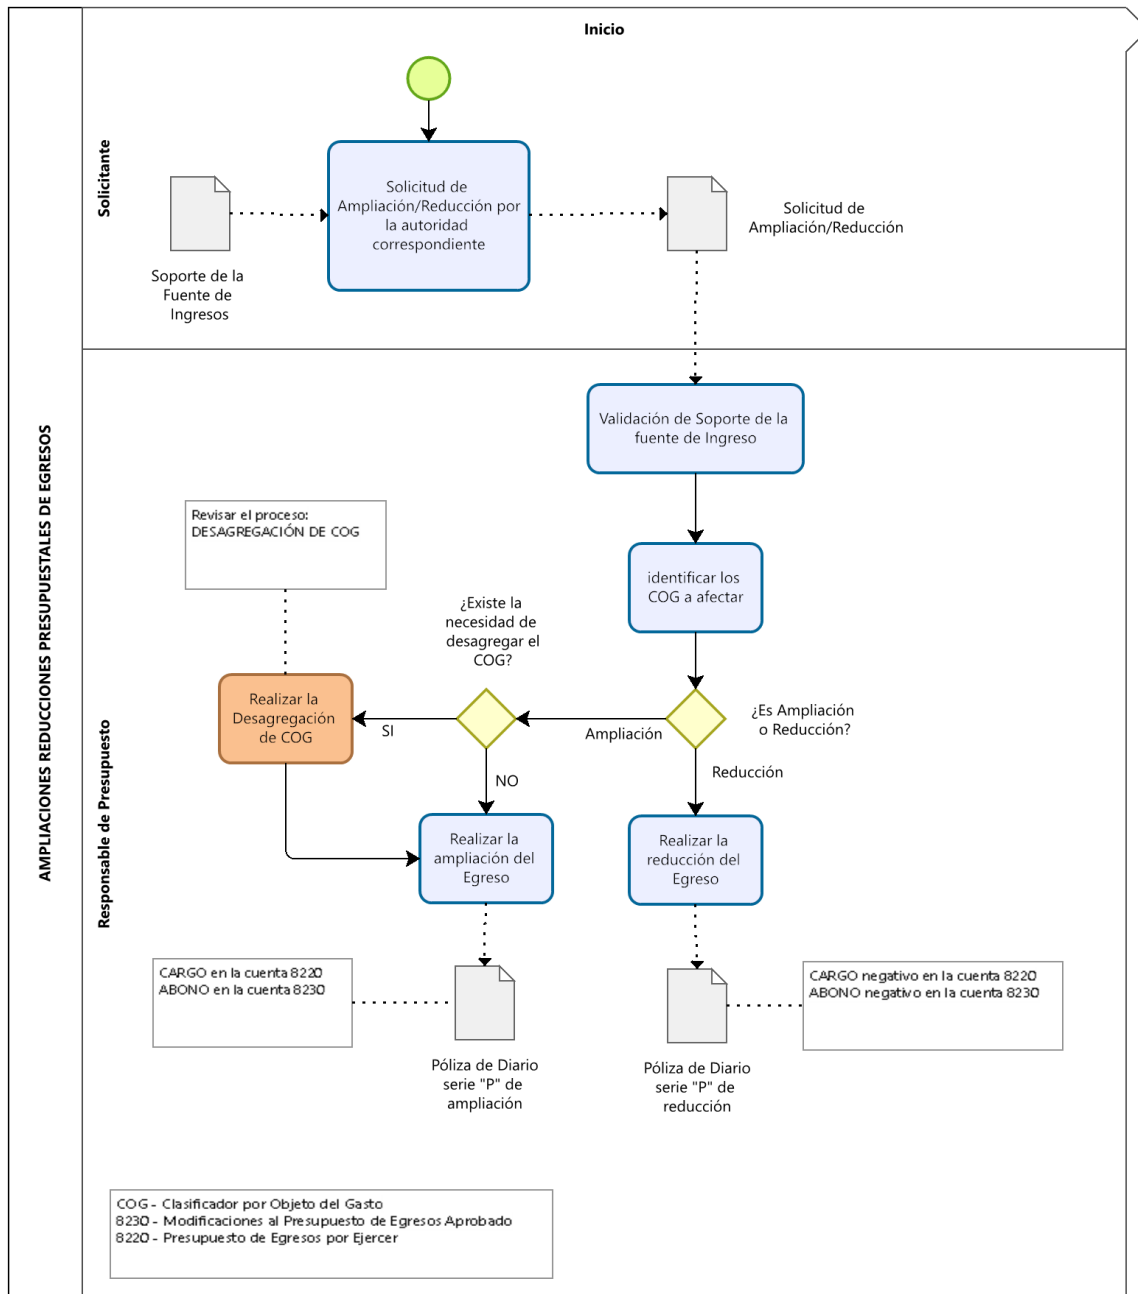 Inicio
AMPLIACIONES REDUCCIONES PRESUPUESTALES DE EGRESOS
Solicitante
Solicitud de
Ampliación/Reducción por
la autoridad
correspondiente
Soporte de la
Fuente de
Ingresos
Solicitud de
Ampliación/Reducción
Responsable de Presupuesto
Validación de Soporte de la
fuente de Ingreso
identificar los
COG a afectar
Revisar el proceso:
DESAGREGACIÓN DE COG
¿Existe la
necesidad de
desagregar el
COG?
¿Es Ampliación
o Reducción?
Ampliación
Reducción
SI
NO
Realizar la
Desagregación
de COG
Realizar la
ampliación del
Egreso
Realizar la
reducción del
Egreso
CARGO en la cuenta 8220
ABONO en la cuenta 8230
Póliza de Diario
serie "P" de
ampliación
Póliza de Diario
serie "P" de
reducción
CARGO negativo en la cuenta 8220
ABONO negativo en la cuenta 8230
COG - Clasificador por Objeto del Gasto
8230 - Modificaciones al Presupuesto de Egresos Aprobado
8220 - Presupuesto de Egresos por Ejercer